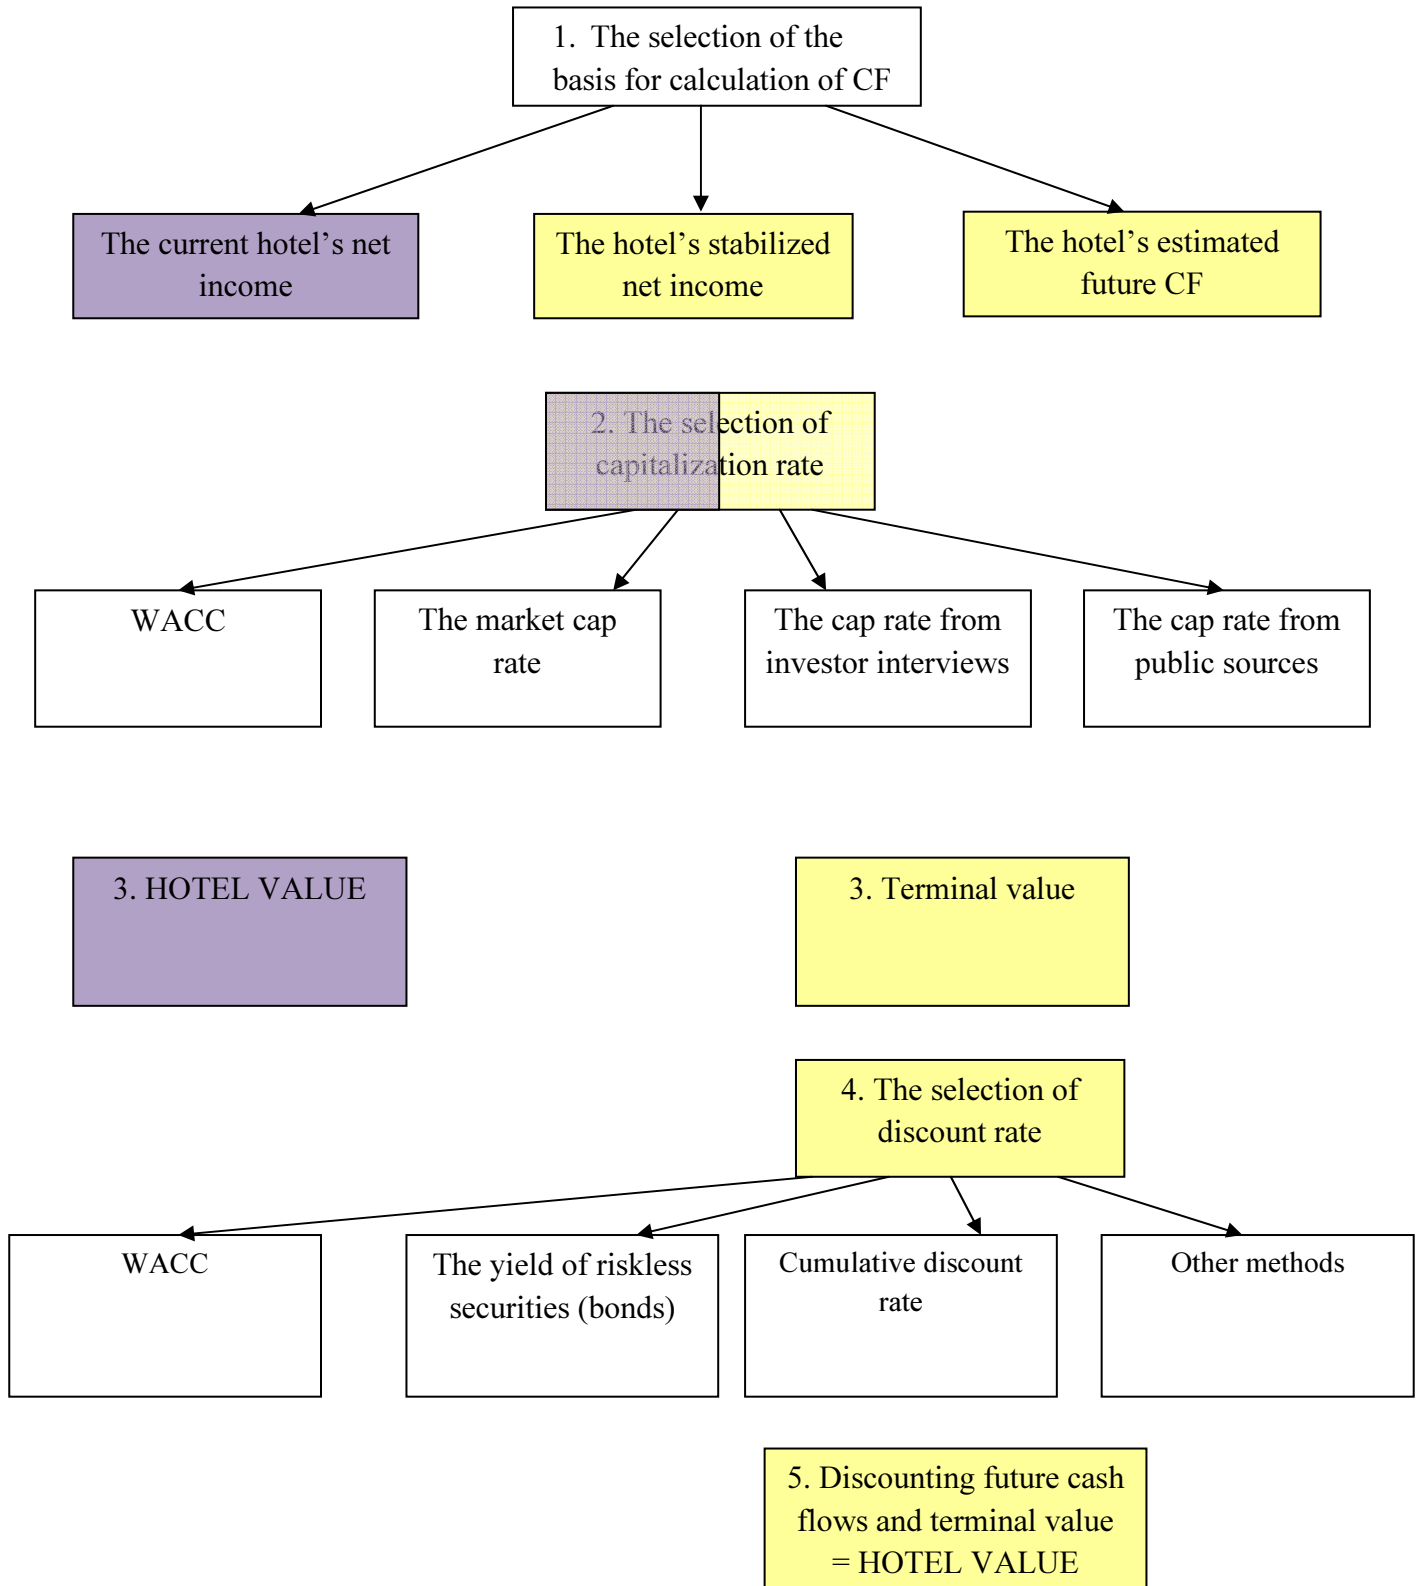 1. The selection of the
basis for calculation of CF
The current hotel’s net
income
The hotel’s stabilized
net income
The hotel’s estimated
future CF
2. The selection of
capitalization rate
WACC
The market cap
rate
The cap rate from
investor interviews
The cap rate from
public sources
3. HOTEL VALUE
3. Terminal value
4. The selection of
discount rate
WACC
The yield of riskless
securities (bonds)
Cumulative discount
rate
Other methods
5. Discounting future cash
flows and terminal value
= HOTEL VALUE